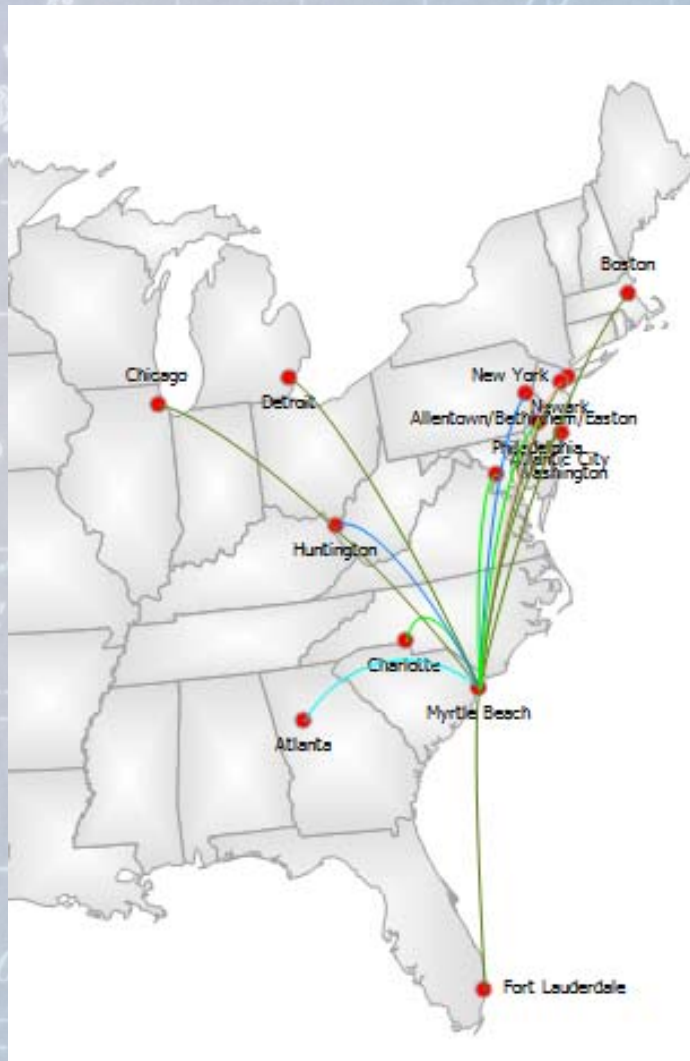 Boston
Chicago
New York
Detroit
Newark
Allentown/Bethlehem/Easton
Philadelphia
Atlantic City
Washington
Huntington
Charlotte
Myrtle Beach
Atlanta
Fort Lauderdale